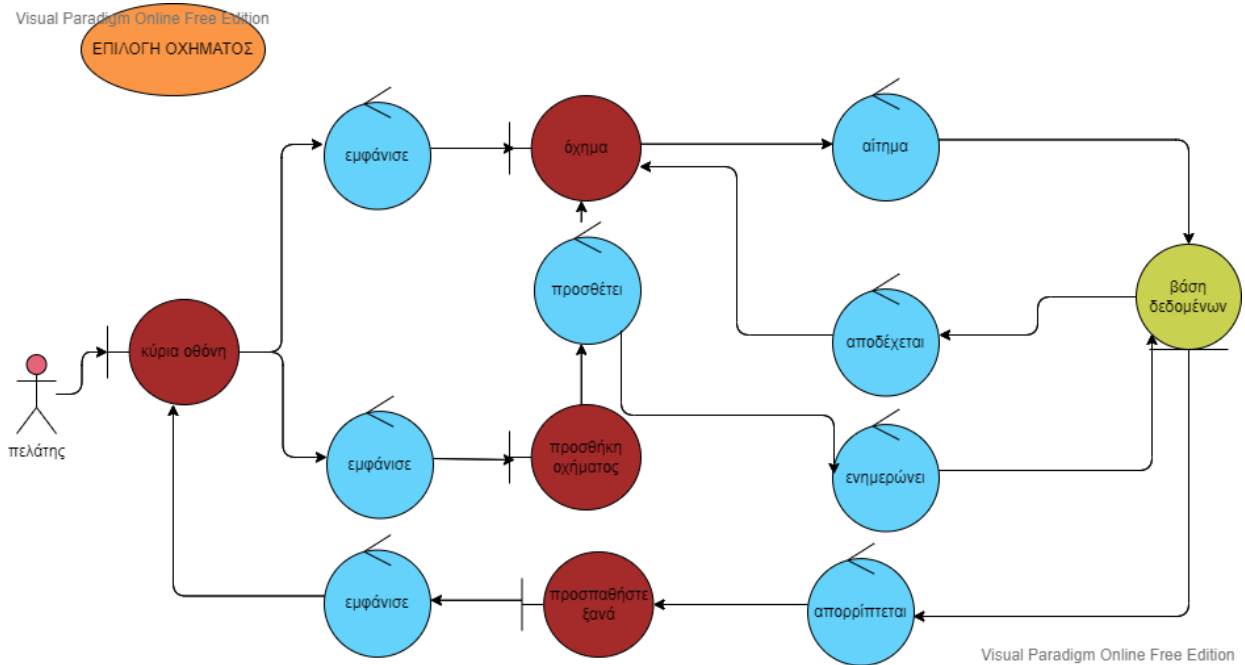 Visual Paradigm Online Free Edition
ΕΠΙΛΟΓΗ ΟΧΗΜΑΤΟΣ
εμφάνισε
όχημα
αίτημα
προσθέτει
βάση
δεδομένων
κύρια οθόνη
αποδέχεται
πελάτης
εμφάνισε
προσθήκη
οχήματος
ενημερώνει
εμφάνισε
προσπαθήστε
ξανά
απορρίπτεται
Visual Paradigm Online Free Edition